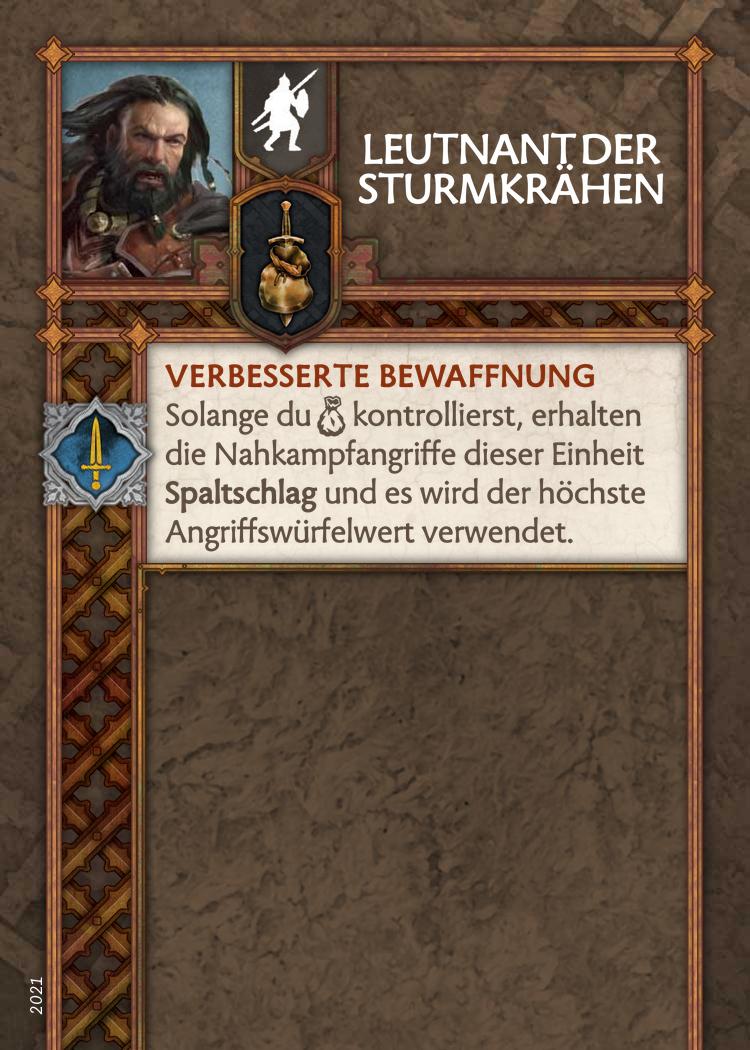 LEUTNANT DER
STURMKRÄHEN
VERBESSERTE BEWAFFNUNG
Solange du kontrollierst, erhalten
die Nahkampfangriffe dieser Einheit
Spaltschlag und es wird der höchste
Angriffswürfelwert verwendet.
2021